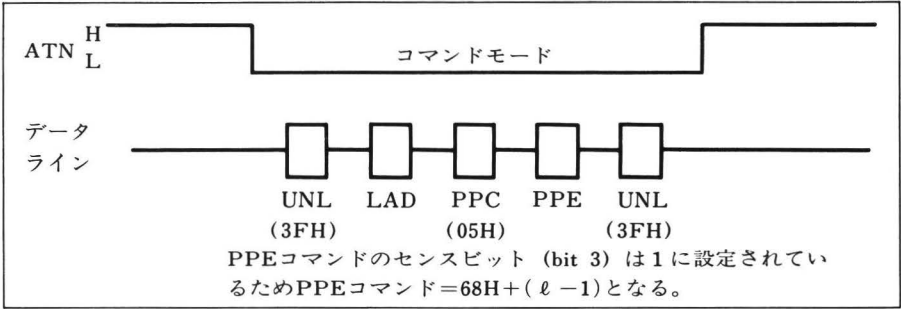 ATN H
L
コマンドモード
データ
ライン
UNL LAD PPC PPE UNL
(3FH) (05H) (3FH)
PPEコマンドのセンスビット (bit 3) は1に設定されてい
るためPPEコマンド=68H+(ℓ-1)となる。